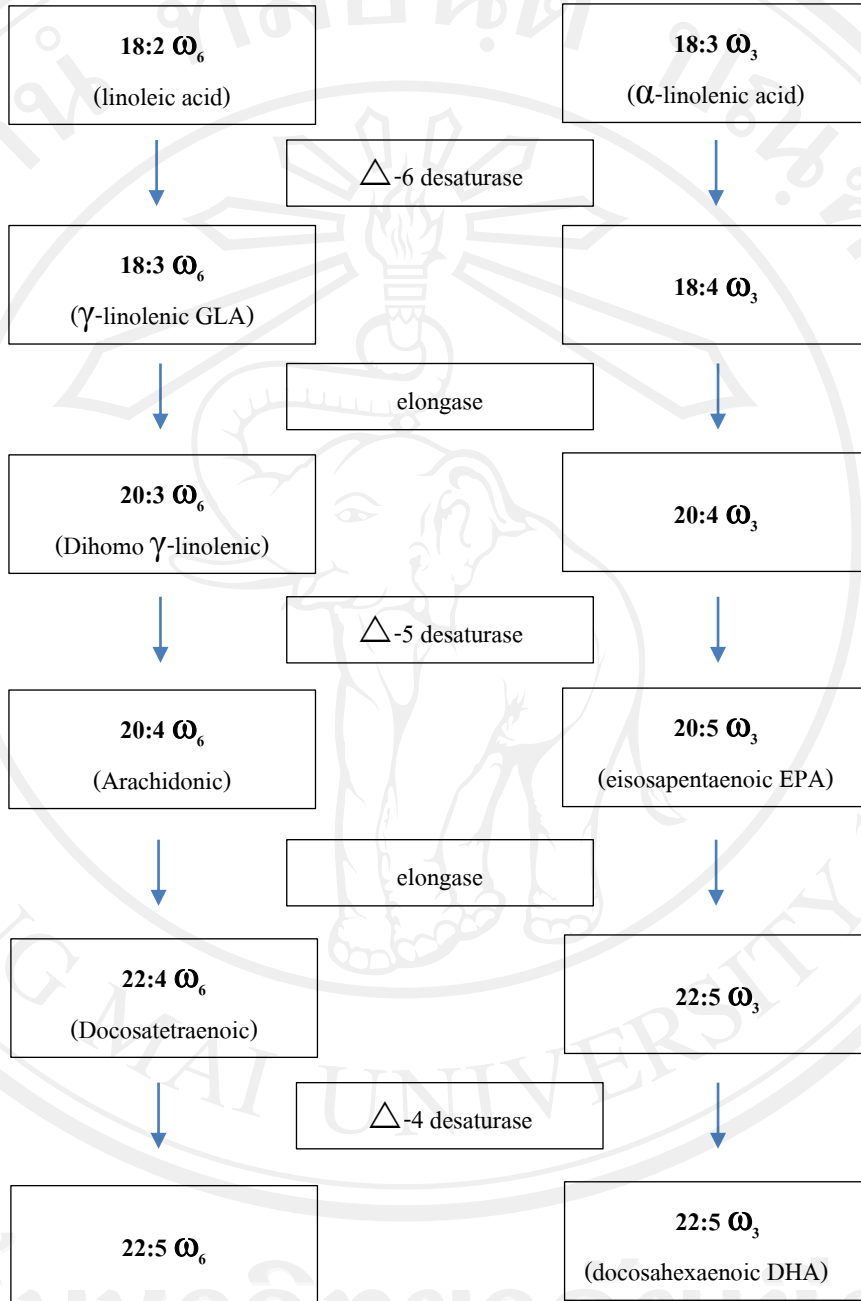 18:2 ω6
(linoleic acid)
18:3 ω3
(α-linolenic acid)
△-6 desaturase
18:3 ω6
(γ-linolenic GLA)
18:4 ω3
elongase
20:3 ω6
(Dihomo γ-linolenic)
20:4 ω3
△-5 desaturase
20:4 ω6
(Arachidonic)
20:5 ω3
(eisosapentaenoic EPA)
elongase
22:4 ω6
(Docosatetraenoic)
22:5 ω3
△-4 desaturase
22:5 ω6
22:5 ω3
(docosahexaenoic DHA)
NG MAI UNIVERSITY